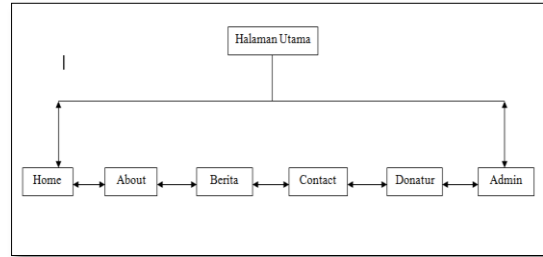 Halaman Utama
Home
About
Berita
Contact
Donatur
Admin